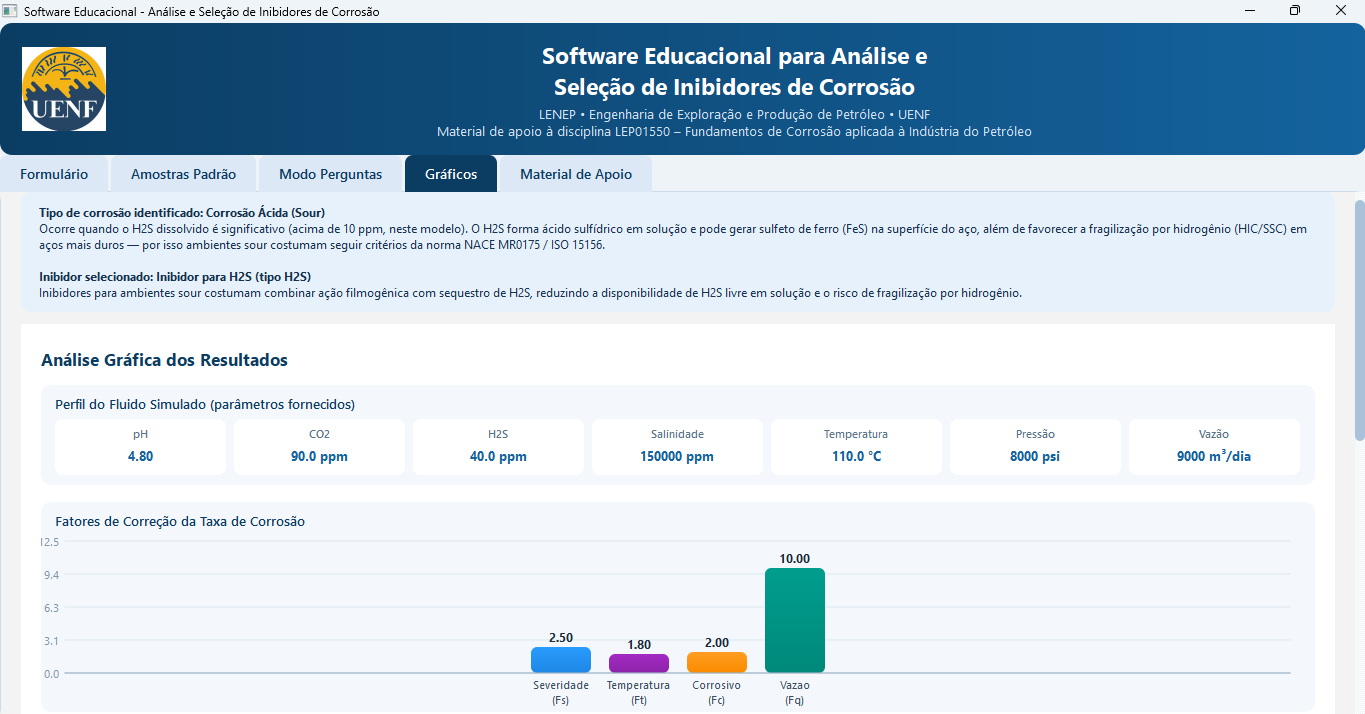 Software Educacional - Análise e Seleção de Inibidores de Corrosão
UENF
Software Educacional para Análise e
Seleção de Inibidores de Corrosão
LENEP • Engenharia de Exploração e Produção de Petróleo • UENF
Material de apoio à disciplina LEP01550 – Fundamentos de Corrosão aplicada à Indústria do Petróleo
Formulário Amostras Padrão Modo Perguntas Gráficos Material de Apoio
Tipo de corrosão identificado: Corrosão Ácida (Sour)
Ocorre quando o H2S dissolvido é significativo (acima de 10 ppm, neste modelo). O H2S forma ácido sulfídrico em solução e pode gerar sulfeto de ferro (FeS) na superfície do aço, além de favorecer a fragilização por hidrogênio (HIC/SSC) em
aços mais duros — por isso ambientes sour costumam seguir critérios da norma NACE MR0175 / ISO 15156.
Inibidor selecionado: Inibidor para H2S (tipo H2S)
Inibidores para ambientes sour costumam combinar ação filmogênica com sequestro de H2S, reduzindo a disponibilidade de H2S livre em solução e o risco de fragilização por hidrogênio.
Análise Gráfica dos Resultados
Perfil do Fluido Simulado (parâmetros fornecidos)
pH CO2 H2S Salinidade Temperatura Pressão Vazão
4.80 90.0 ppm 40.0 ppm 150000 ppm 110.0 °C 8000 psi 9000 m³/dia
Fatores de Correção da Taxa de Corrosão
12.5
10.00
9.4
6.3
3.1
2.50 1.80 2.00
0.0
Severidade Temperatura Corrosivo Vazao
(Fs) (Ft) (Fc) (Fq)